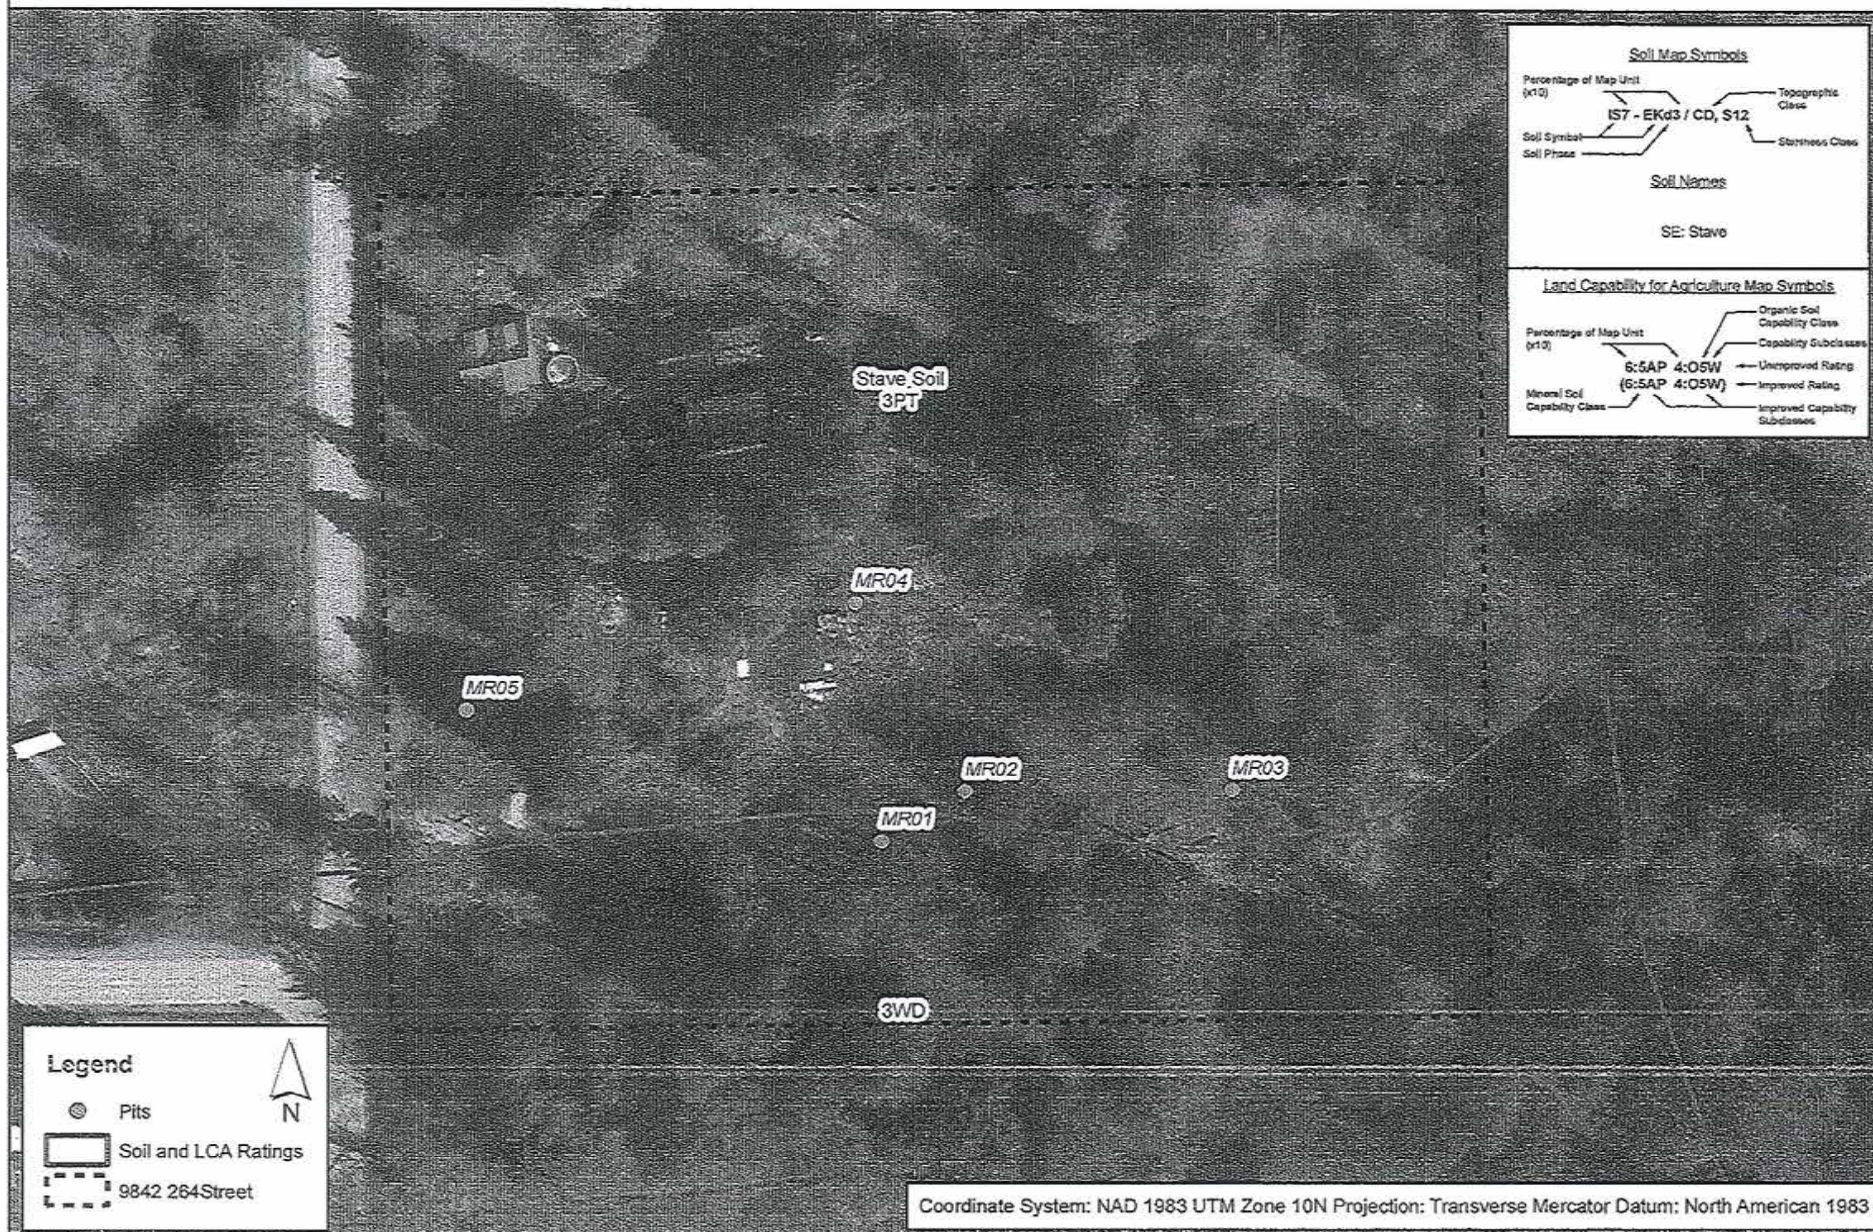 Soil Map Symbols
Percentage of Map Unit
(x10)
Topographic
Class
IS7 - EKd3 / CD, S12
Soil Symbol
Stoniness Class
Soil Phase
Soil Names
SE: Stave
Land Capability for Agriculture Map Symbols
Organic Soil
Capability Class
Percentage of Map Unit
(x10)
Capability Subclasses
6:5AP 4:O5W
Unimproved Rating
(6:5AP 4:O5W)
Improved Rating
Mineral Soil
Capability Class
Improved Capability
Subclasses
Stave Soil
3PT
MR04
MR05
MR02
MR03
MR01
3WD
Legend
N
Pits
Soil and LCA Ratings
9842 264Street
Coordinate System: NAD 1983 UTM Zone 10N Projection: Transverse Mercator Datum: North American 1983